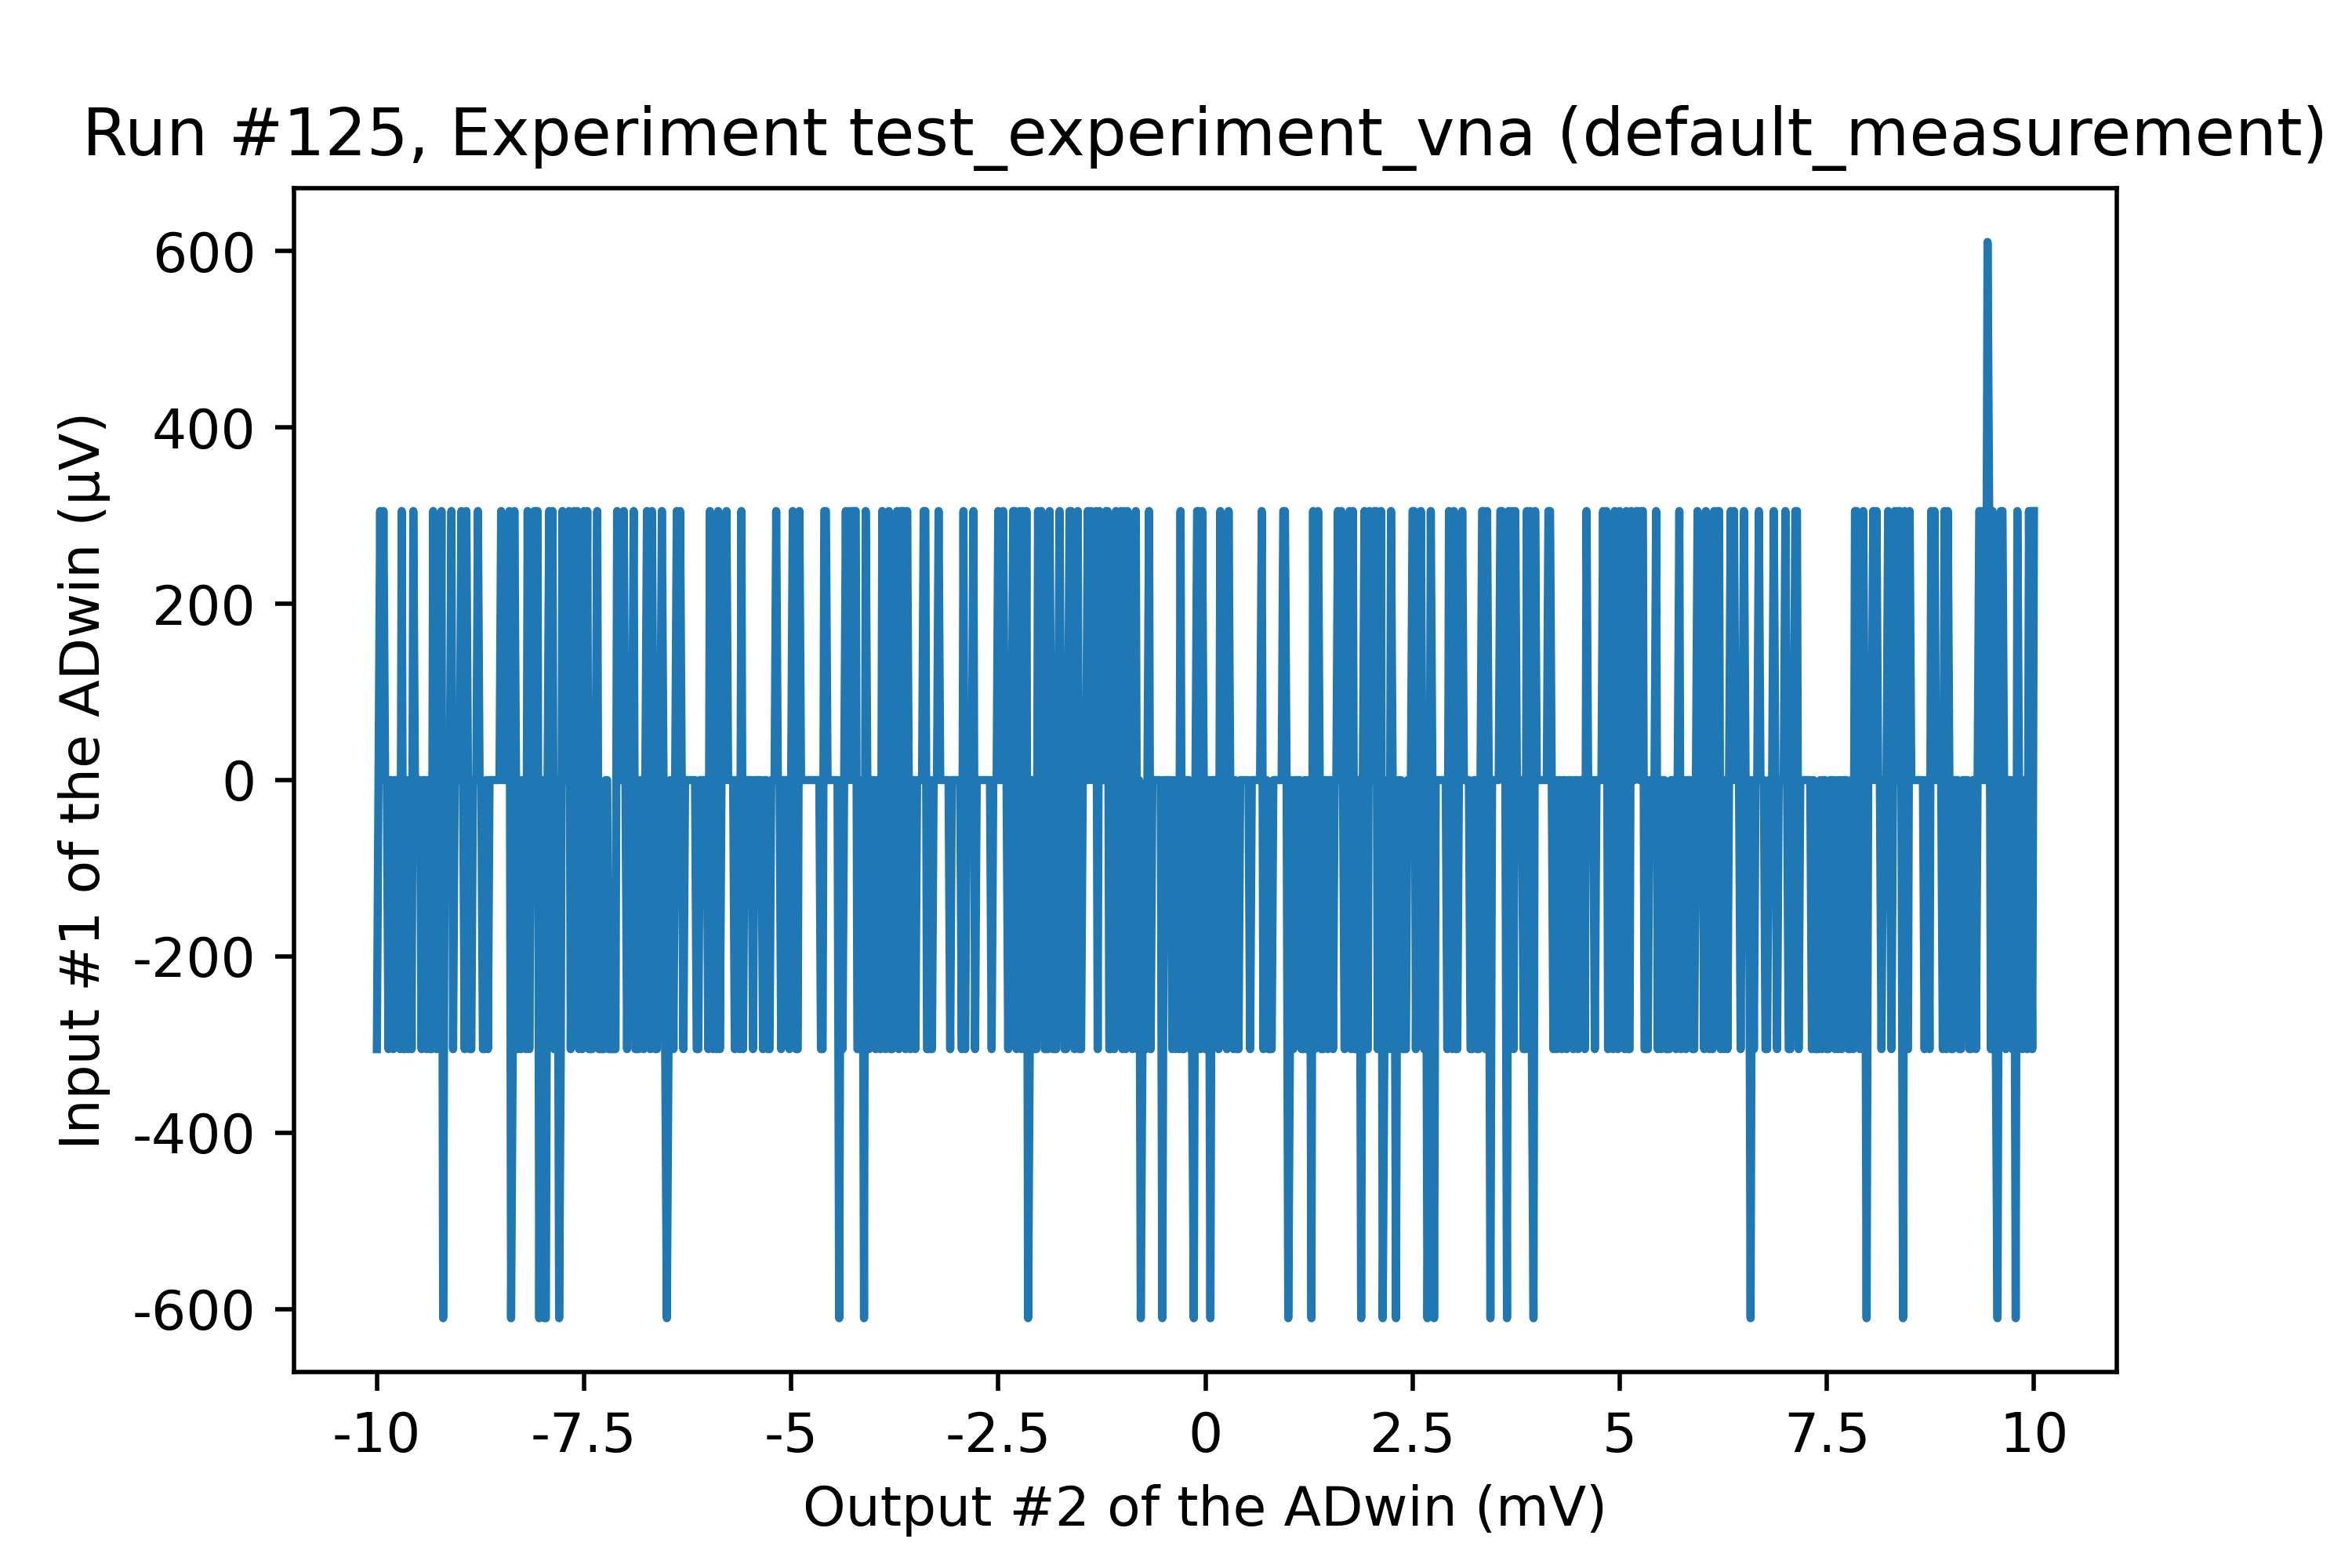 Run #125, Experiment test_experiment_vna (default_measurement)
600
400
200
0
-200
-400
-600
Input #1 of the ADwin (µV)
-10 -7.5 -5 -2.5 0 2.5 5 7.5 10
Output #2 of the ADwin (mV)